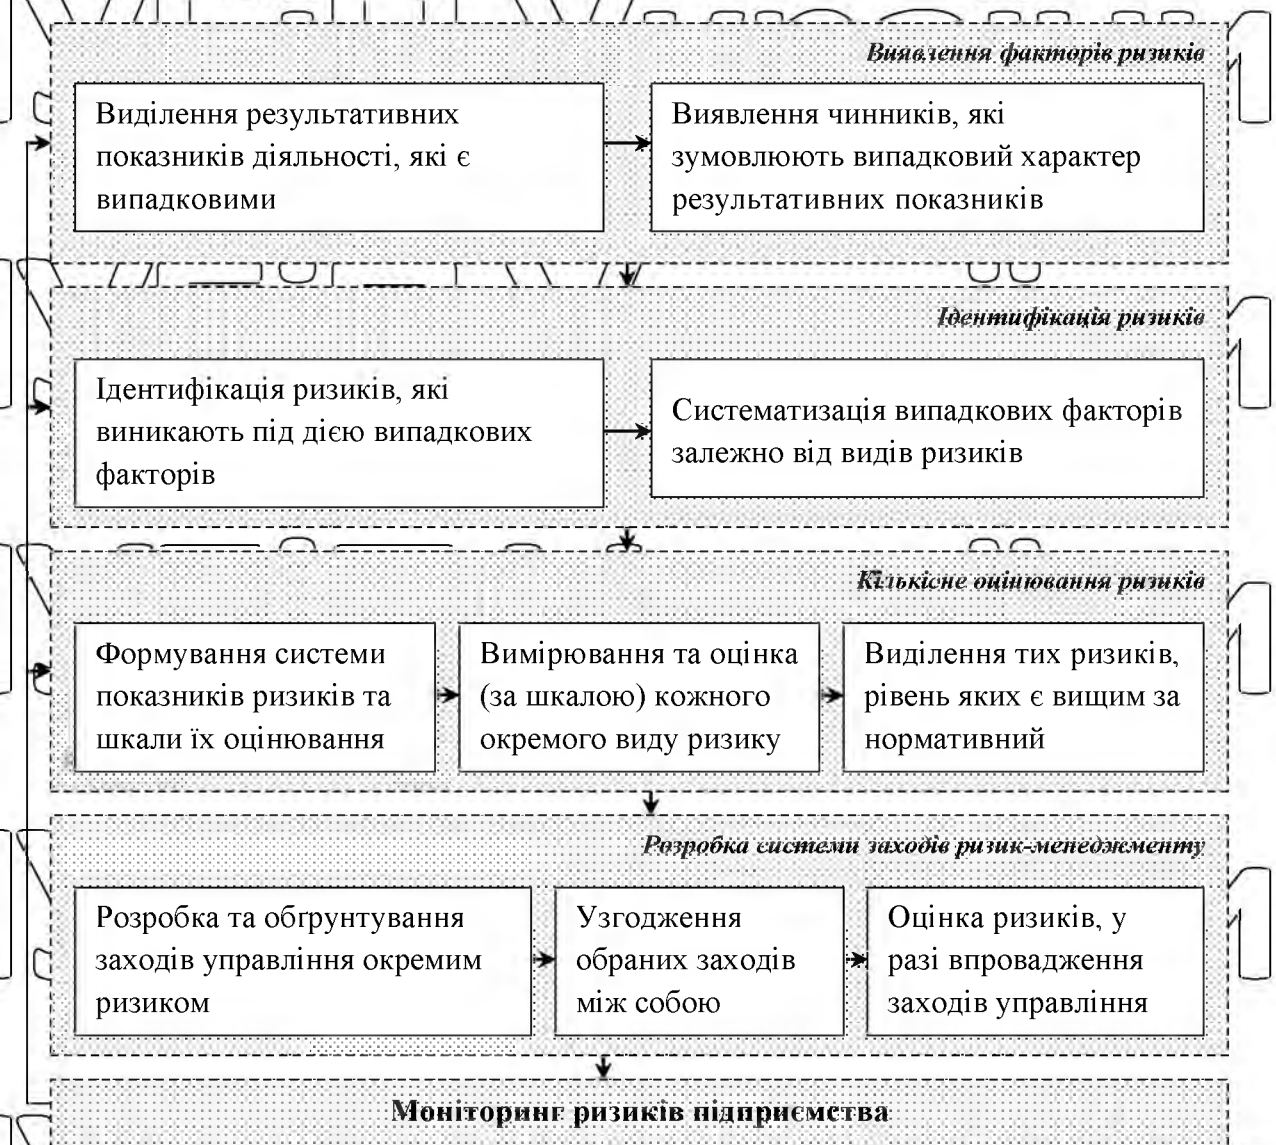 Виявлення факторів ризиків
Виділення результативних
показників діяльності, які є
випадковими
Виявлення чинників, які
зумовлюють випадковий характер
результативних показників
Ідентифікація ризиків
Ідентифікація ризиків, які
виникають під дією випадкових
факторів
Систематизація випадкових факторів
залежно від видів ризиків
Кількісне оцінювання ризиків
Формування системи
показників ризиків та
шкали їх оцінювання
Вимірювання та оцінка
(за шкалою) кожного
окремого виду ризику
Виділення тих ризиків,
рівень яких є вищим за
нормативний
Розробка системи заходів ризик-менеджменту
Розробка та обґрунтування
заходів управління окремим
ризиком
Узгодження
обраних заходів
між собою
Оцінка ризиків, у
разі впровадження
заходів управління
Моніторинг ризиків підприємства